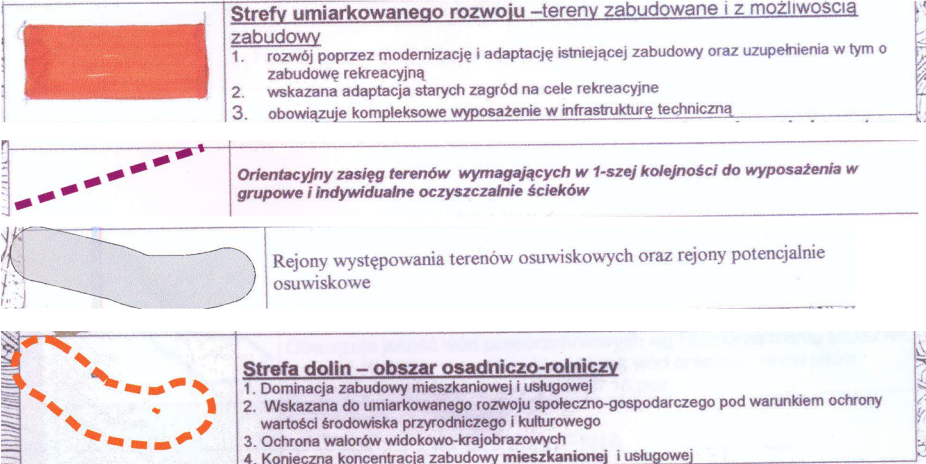 Strefy umiarkowanego rozwoju –tereny zabudowane i z możliwością
zabudowy
1. rozwój poprzez modernizację i adaptację istniejącej zabudowy oraz uzupełnienia w tym o
zabudowę rekreacyjną
2. wskazana adaptacja starych zagród na cele rekreacyjne
3. obowiązuje kompleksowe wyposażenie w infrastrukturę techniczną
Orientacyjny zasięg terenów wymagających w 1-szej kolejności do wyposażenia w
grupowe i indywidualne oczyszczalnie ścieków
Rejony występowania terenów osuwiskowych oraz rejony potencjalnie
osuwiskowe
Strefa dolin – obszar osadniczo-rolniczy
1. Dominacja zabudowy mieszkaniowej i usługowej
2. Wskazana do umiarkowanego rozwoju społeczno-gospodarczego pod warunkiem ochrony
wartości środowiska przyrodniczego i kulturowego
3. Ochrona walorów widokowo-krajobrazowych
4. Konieczna koncentracja zabudowy mieszkanionej i usługowej